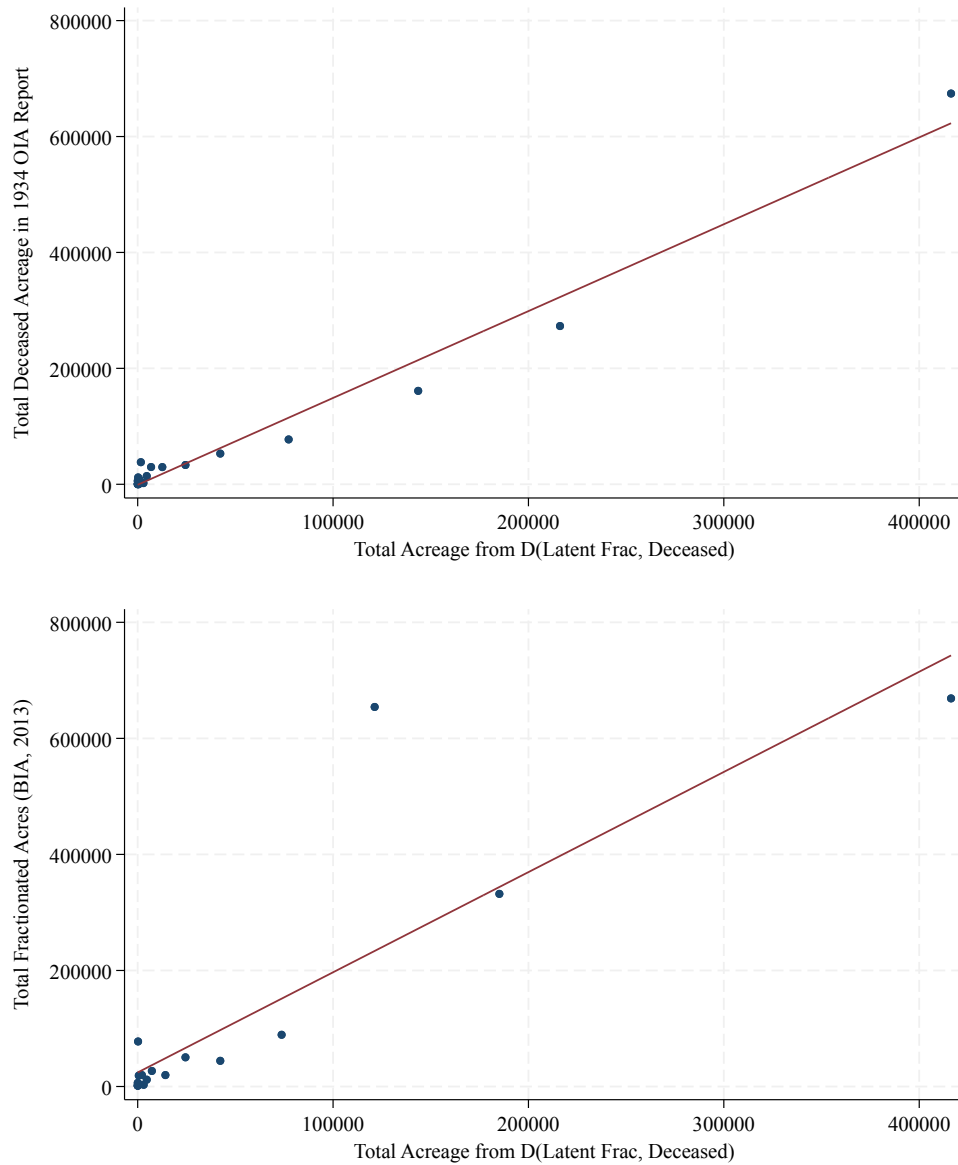 Total Deceased Acreage in 1934 OIA Report
800000
600000
400000
200000
0
0 100000 200000 300000 400000
Total Acreage from D(Latent Frac, Deceased)
Total Fractionated Acres (BIA, 2013)
800000
600000
400000
200000
0
0 100000 200000 300000 400000
Total Acreage from D(Latent Frac, Deceased)